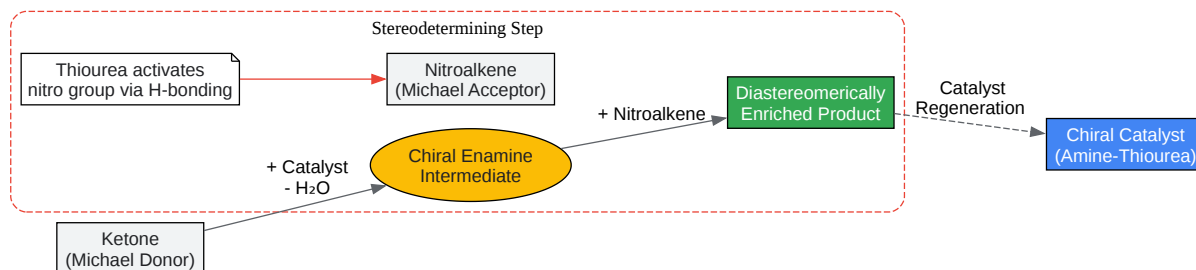 Stereodetermining Step
Thiourea activates
nitro group via H-bonding
Nitroalkene
(Michael Acceptor)
+ Nitroalkene
Diastereomerically
Enriched Product
Catalyst
Regeneration
Chiral Catalyst
(Amine-Thiourea)
+ Catalyst
- H₂O
Chiral Enamine
Intermediate
Ketone
(Michael Donor)